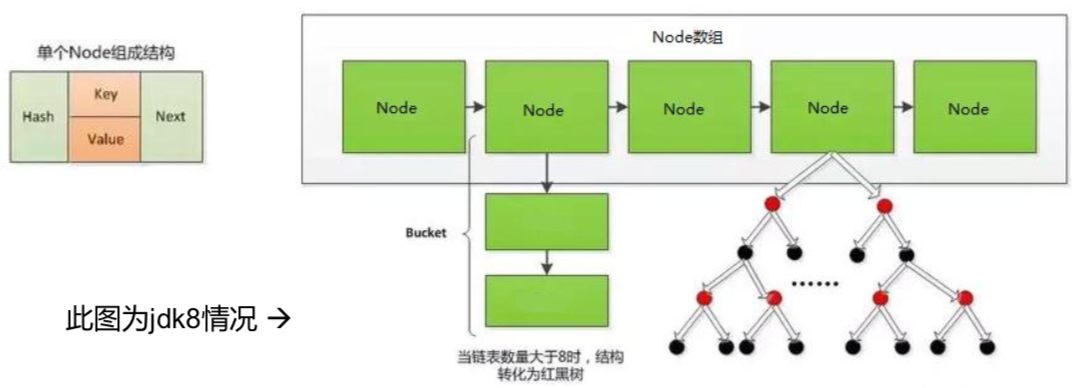 单个Node组成结构
Hash
Key
Value
Next
Node数组
Node
Node
Node
Node
Node
Bucket
......
当链表数量大于8时，结构
转化为红黑树
此图为jdk8情况 →